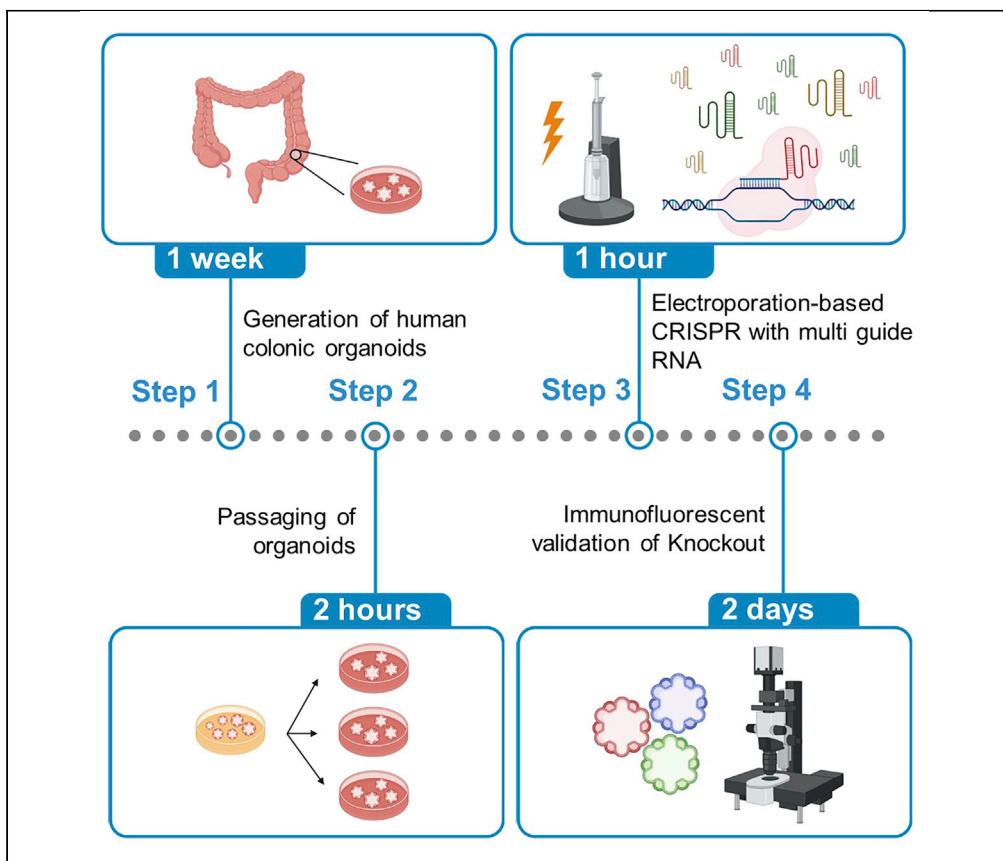 1 week
1 hour
Generation of human
colonic organoids
Electroporation-based
CRISPR with multi guide
RNA
Step 1
Step 2
Step 3
Step 4
Passaging of
organoids
Immunofluorescent
validation of Knockout
2 hours
2 days